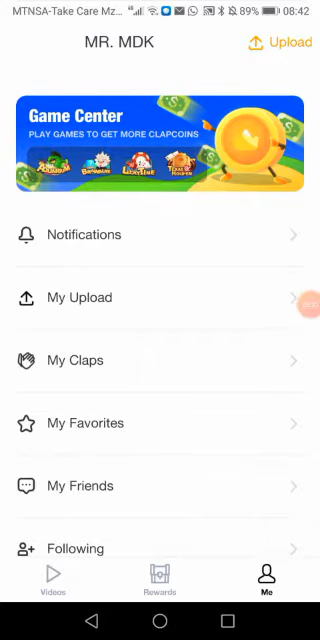 MTNSA-Take Care Mz... 89% 08:42
MR. MDK
Upload
Game Center
PLAY GAMES TO GET MORE CLAPCOINS
Notifications
My Upload
My Claps
My Favorites
My Friends
Following
Videos Rewards Me